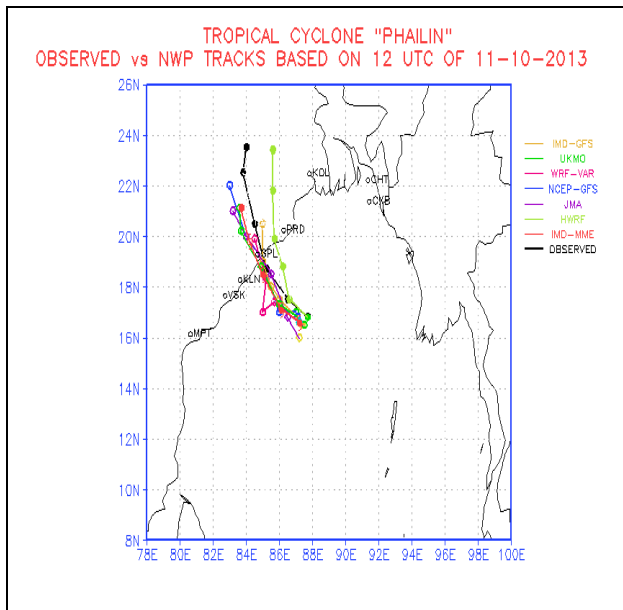 TROPICAL CYCLONE "PHAILIN"
OBSERVED vs NWP TRACKS BASED ON 12 UTC OF 11-10-2013
26N
24N
22N
20N
18N
16N
14N
12N
10N
8N
78E 80E 82E 84E 86E 88E 90E 92E 94E 96E 98E 100E
KOL
CHT
CXB
PRD
GPL
KLN
VSK
MPT
IMD-GFS
UKMO
WRF-VAR
NCEP-GFS
JMA
HWRF
IMD-MME
OBSERVED